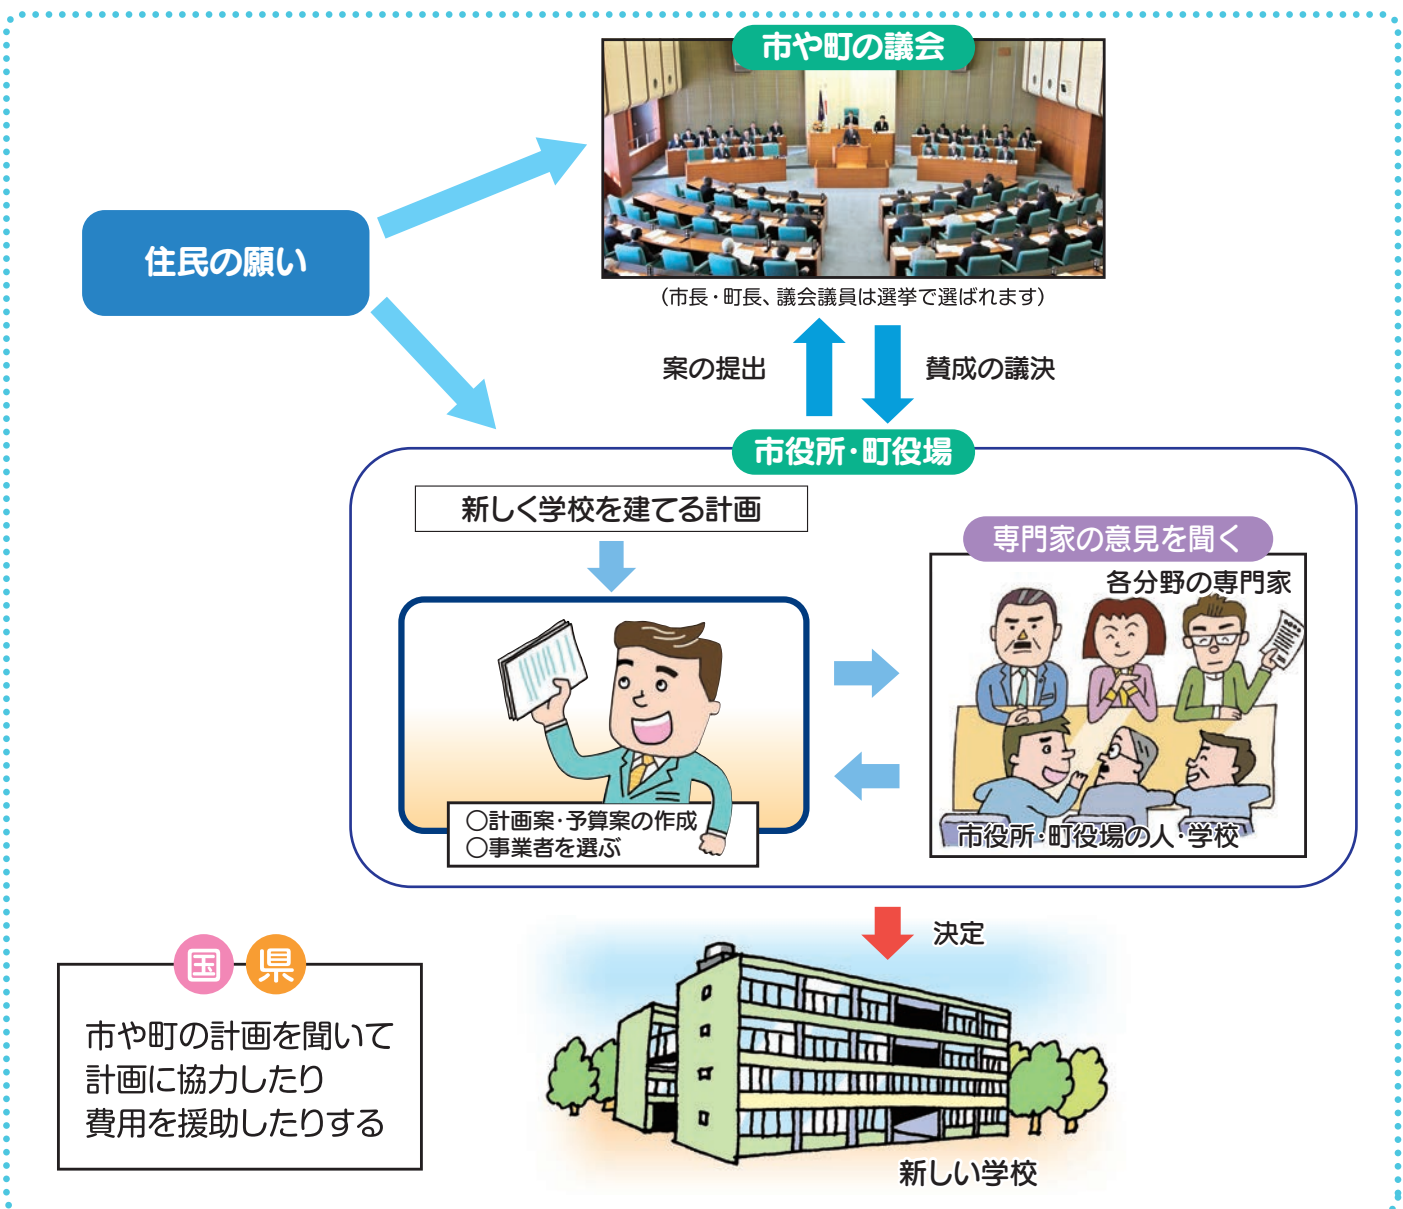 市や町の議会
住民の願い
(市長・町長、議会議員は選挙で選ばれます)
案の提出
賛成の議決
市役所・町役場
新しく学校を建てる計画
専門家の意見を聞く
各分野の専門家
○計画案・予算案の作成
○事業者を選ぶ
市役所・町役場の人・学校
決定
国 県
市や町の計画を聞いて
計画に協力したり
費用を援助したりする
新しい学校